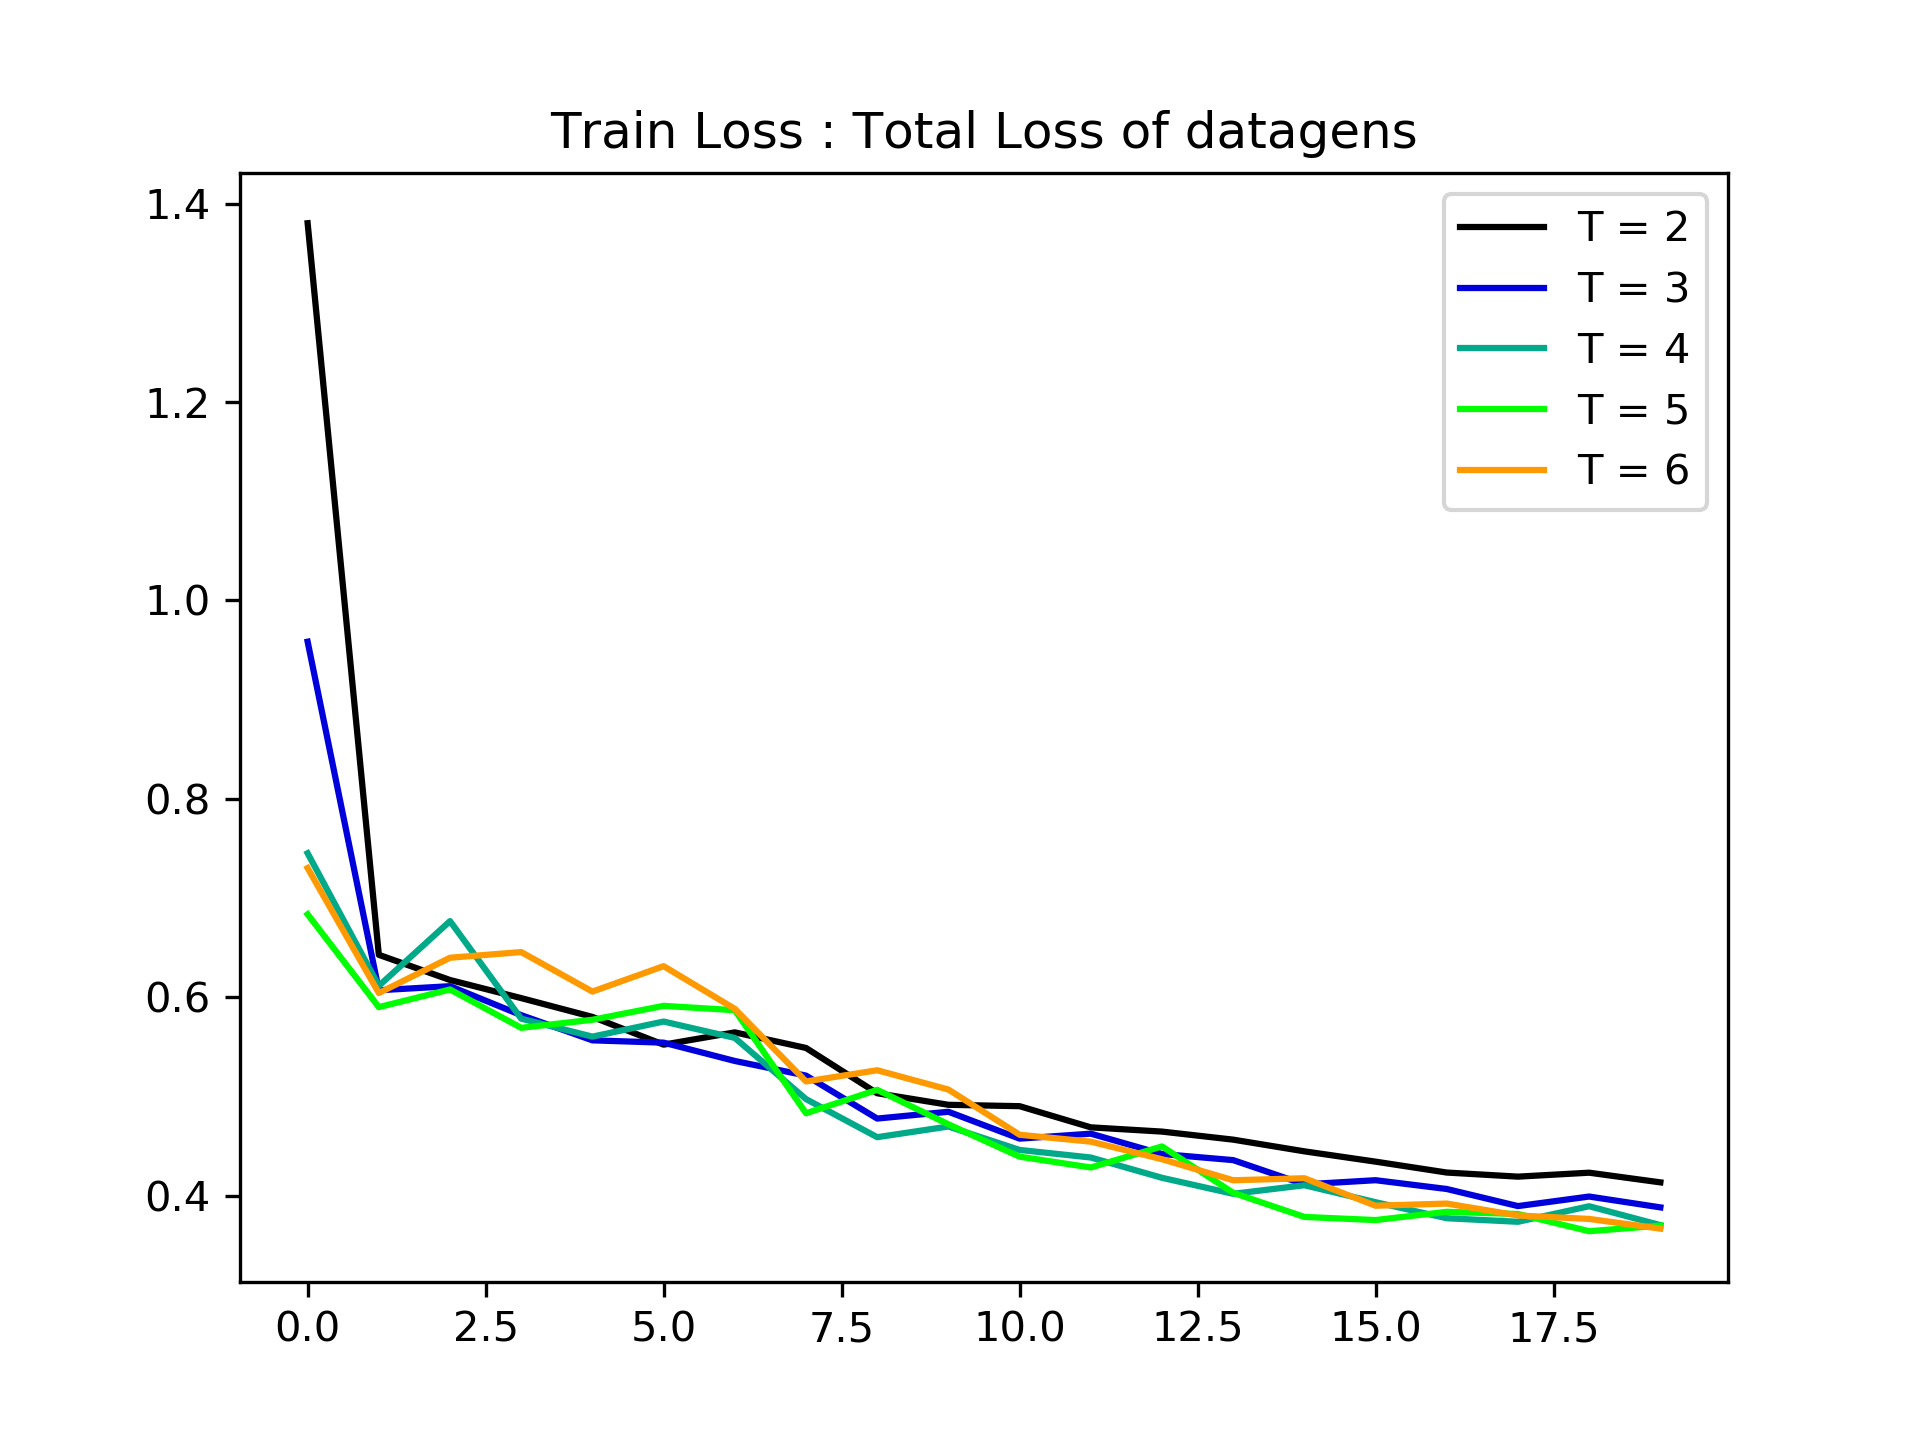 Train Loss : Total Loss of datagens
1.4
1.2
1.0
0.8
0.6
0.4
T = 2
T = 3
T = 4
T = 5
T = 6
0.0 2.5 5.0 7.5 10.0 12.5 15.0 17.5